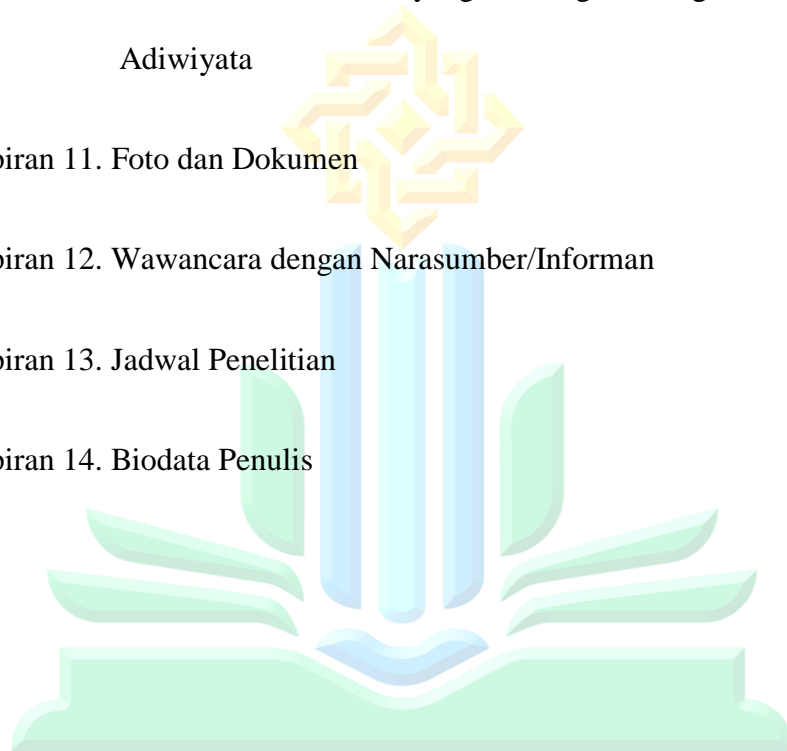 Adiwiyata
piran 11. Foto dan Dokumen
piran 12. Wawancara dengan Narasumber/Informan
piran 13. Jadwal Penelitian
piran 14. Biodata Penulis